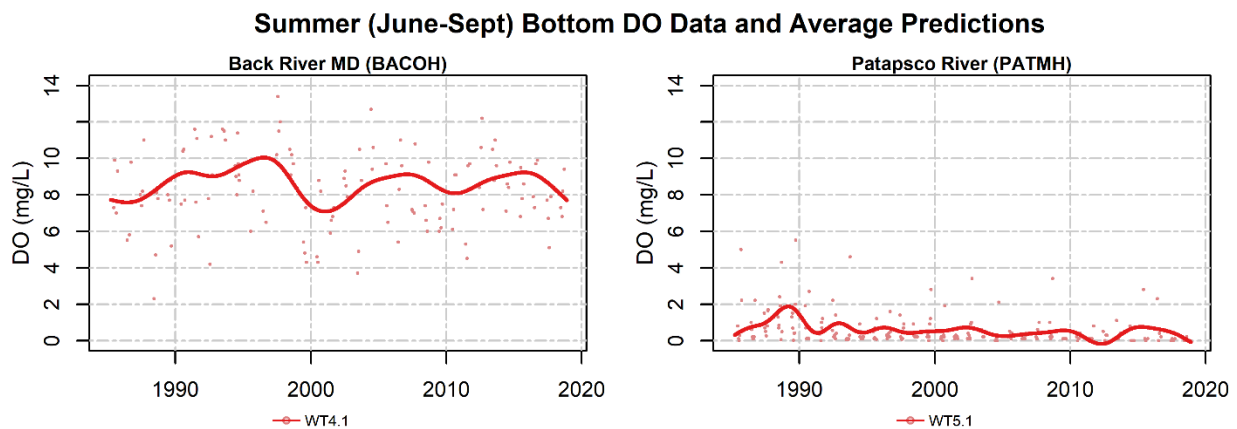 Summer (June-Sept) Bottom DO Data and Average Predictions
Back River MD (BACOH)
DO (mg/L)
14
10
8
6
4
2
0
1990 2000 2010 2020
WT4.1
Patapsco River (PATMH)
DO (mg/L)
14
10
8
6
4
2
0
1990 2000 2010 2020
WT5.1